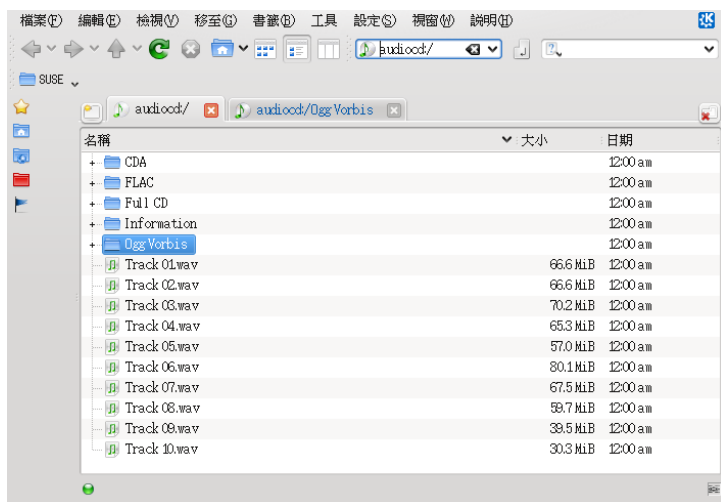 檔案(F) 編輯(E) 檢視(V) 移至(G) 書籤(B) 工具 設定(S) 視窗(W) 說明(H)
audiocd:/
SUSE
audiocd:/ audiocd:/Ogg Vorbis
名稱 大小 日期
CDA 12:00 am
FLAC 12:00 am
Full CD 12:00 am
Information 12:00 am
Ogg Vorbis 12:00 am
Track 01.wav 66.6 MiB 12:00 am
Track 02.wav 66.6 MiB 12:00 am
Track 03.wav 70.2 MiB 12:00 am
Track 04.wav 65.3 MiB 12:00 am
Track 05.wav 57.0 MiB 12:00 am
Track 06.wav 80.1 MiB 12:00 am
Track 07.wav 67.5 MiB 12:00 am
Track 08.wav 59.7 MiB 12:00 am
Track 09.wav 39.5 MiB 12:00 am
Track 10.wav 30.3 MiB 12:00 am